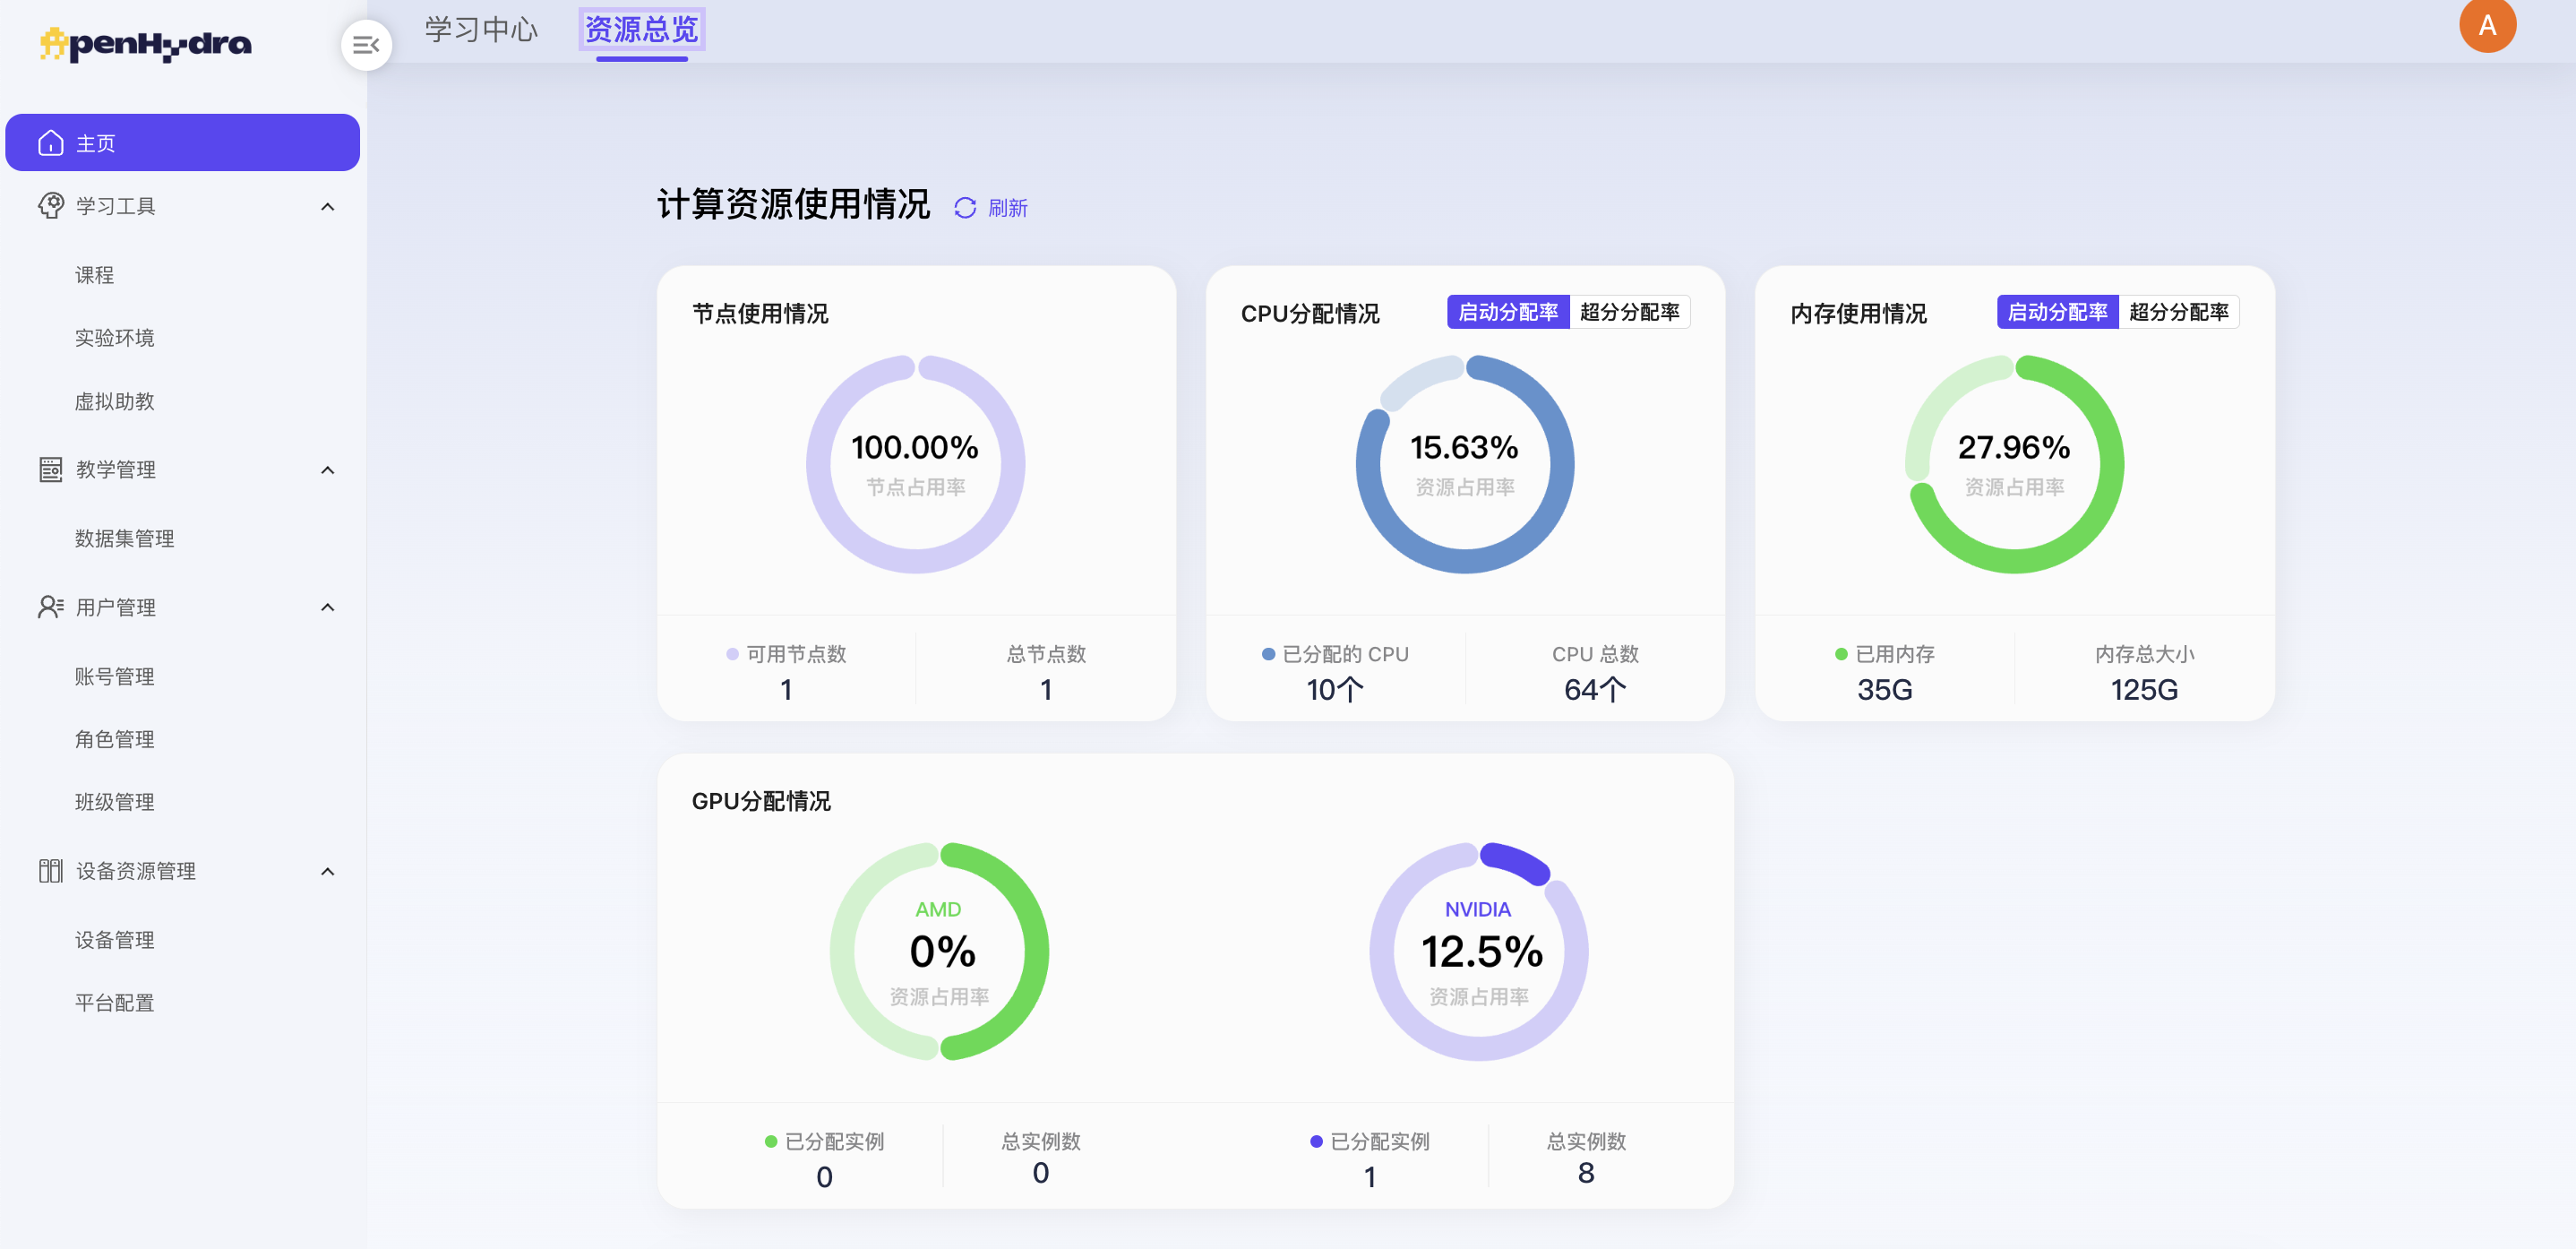 OpenHydra
学习中心
资源总览
A
主页
学习工具
课程
实验环境
虚拟助教
教学管理
数据集管理
用户管理
账号管理
角色管理
班级管理
设备资源管理
设备管理
平台配置
计算资源使用情况
刷新
节点使用情况
100.00%
节点占用率
可用节点数
1
总节点数
1
CPU分配情况
启动分配率
超分分配率
15.63%
资源占用率
已分配的 CPU
10个
CPU 总数
64个
内存使用情况
启动分配率
超分分配率
27.96%
资源占用率
已用内存
35G
内存总大小
125G
GPU分配情况
AMD
0%
资源占用率
已分配实例
0
总实例数
0
NVIDIA
12.5%
资源占用率
已分配实例
1
总实例数
8